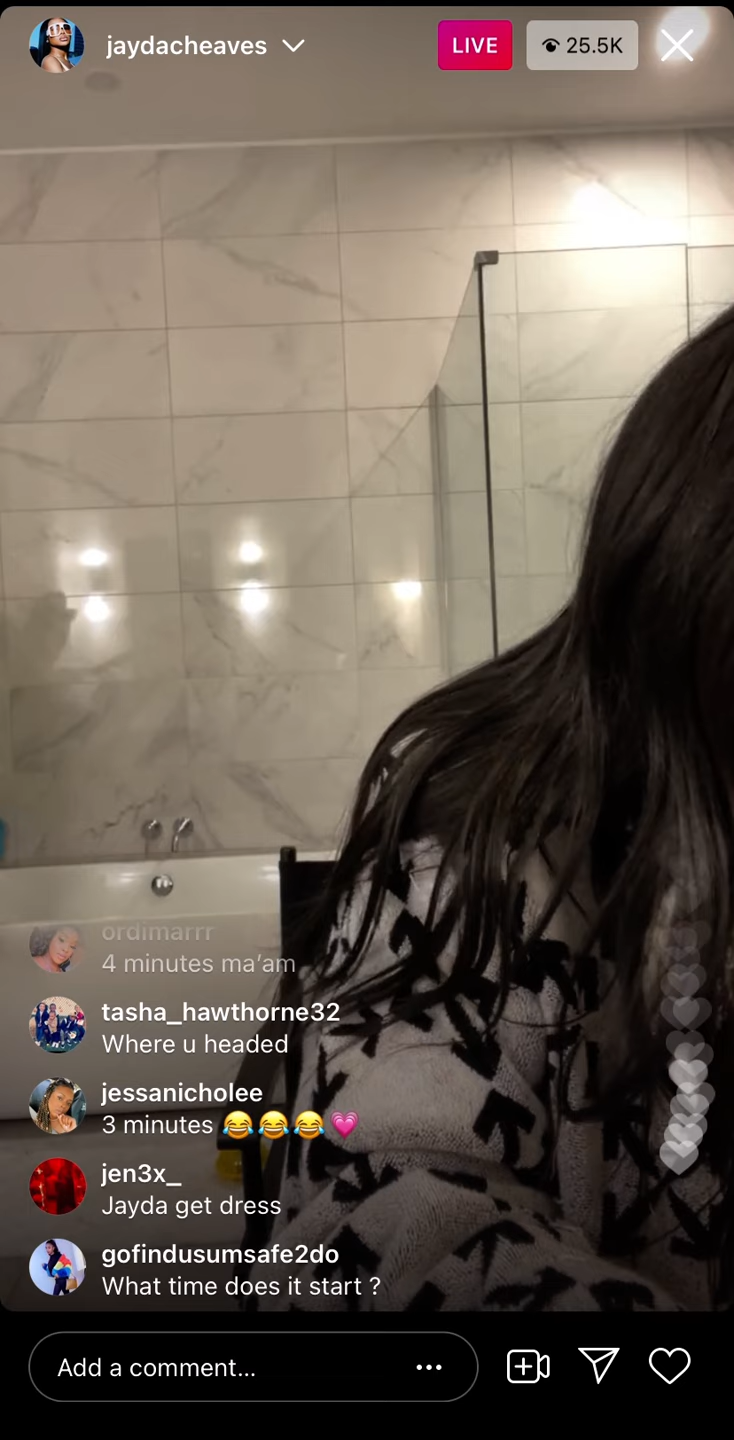 jaydacheaves
LIVE
25.5K
ordimarrr
4 minutes ma’am
tasha_hawthorne32
Where u headed
jessanicholee
3 minutes 😂😂😂💗
jen3x_
Jayda get dress
gofindusumsafe2do
What time does it start ?
Add a comment...